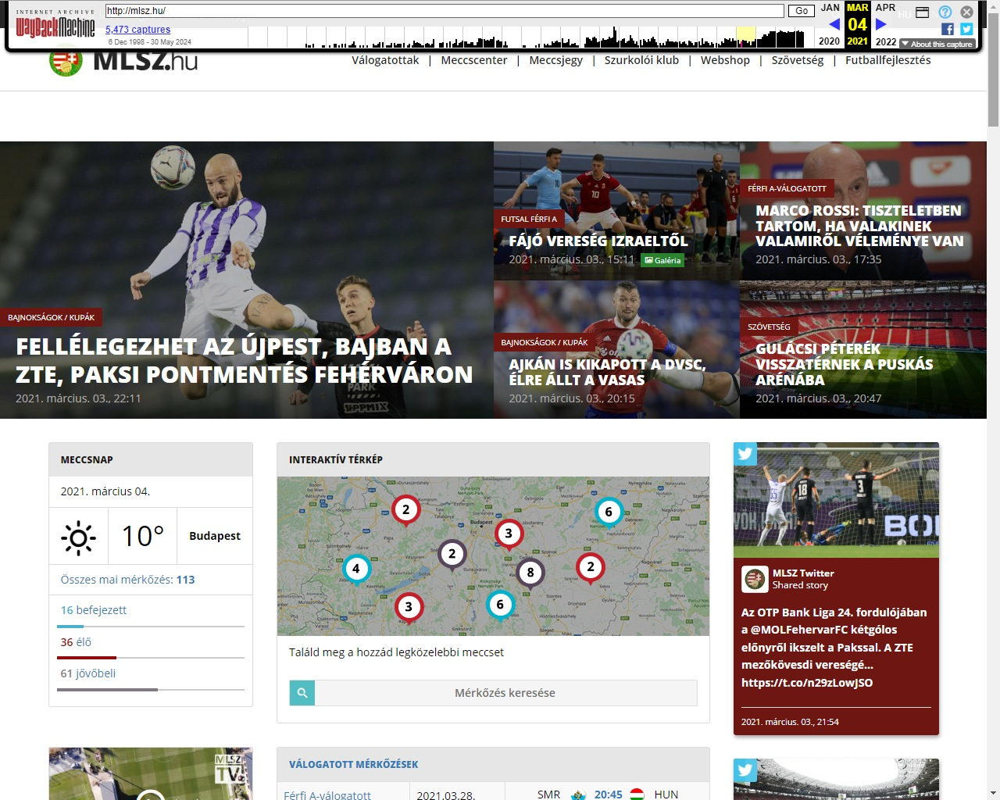 INTERNET ARCHIVE
WayBackMachine
http://mlsz.hu/
Go
5,473 captures
6 Dec 1998 - 30 May 2024
JAN MAR APR
04
2020 2021 2022
About this capture
MLSZ.hu
Válogatottak | Meccscenter | Meccsjegy | Szurkolói klub | Webshop | Szövetség | Futballfejlesztés
BAJNOKSÁGOK / KUPÁK
FELLÉLEGEZHET AZ ÚJPEST, BAJBAN A
ZTE, PAKSI PONTMENTÉS FEHÉRVÁRON
2021. március. 03., 22:11
FUTSAL FÉRFI A
FÁJÓ VERESÉG IZRAELTŐL
2021. március. 03., 15:11 Galéria
FÉRFI A-VÁLOGATOTT
MARCO ROSSI: TISZTELETBEN
TARTOM, HA VALAKINEK
VALAMIRŐL VÉLEMÉNYE VAN
2021. március. 03., 17:35
BAJNOKSÁGOK / KUPÁK
AJKÁN IS KIKAPOTT A DVSC,
ÉLRE ÁLLT A VASAS
2021. március. 03., 20:15
SZÖVETSÉG
GULÁCSI PÉTERÉK
VISSZATÉRNEK A PUSKÁS
ARÉNÁBA
2021. március. 03., 20:47
MECCSNAP
2021. március 04.
10°
Budapest
Összes mai mérkőzés: 113
16 befejezett
36 élő
61 jövőbeli
INTERAKTÍV TÉRKÉP
2
6
3
2
4
8
2
3
6
Budapest
Találd meg a hozzád legközelebbi meccset
Mérkőzés keresése
MLSZ Twitter
Shared story
Az OTP Bank Liga 24. fordulójában
a @MOLFehervarFC kétgólos
előnyről ikszelt a Pakssal. A ZTE
mezőkövesdi vereségé...
https://t.co/n29zLowJSO
2021. március. 03., 21:54
MLSZ
TV
VÁLOGATOTT MÉRKŐZÉSEK
Férfi A-válogatott
2021.03.28.
SMR 20:45 HUN